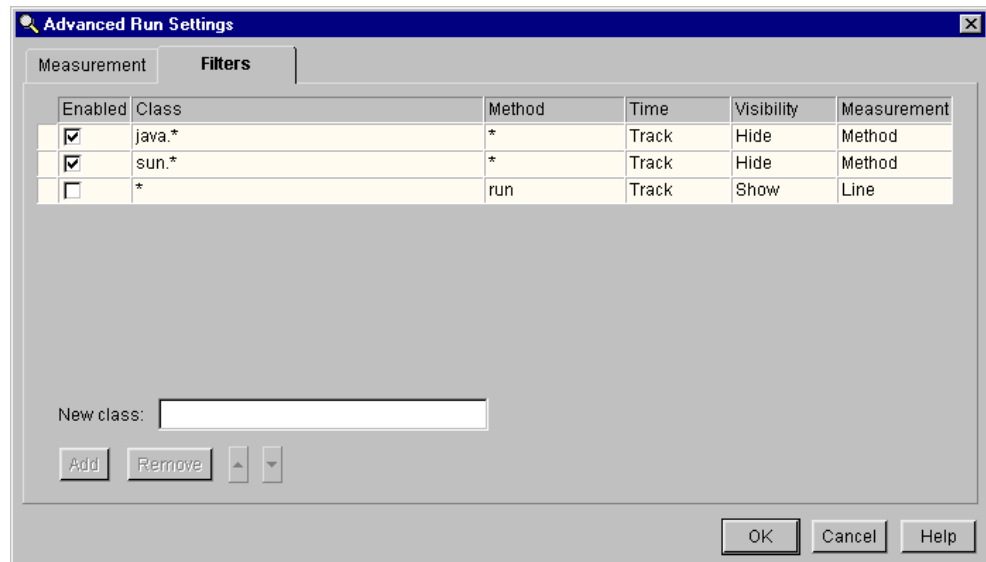 Advanced Run Settings
Measurement Filters
Enabled Class Method Time Visibility Measurement
java.* * Track Hide Method
sun.* * Track Hide Method
* run Track Show Line
New class:
Add Remove
OK Cancel Help